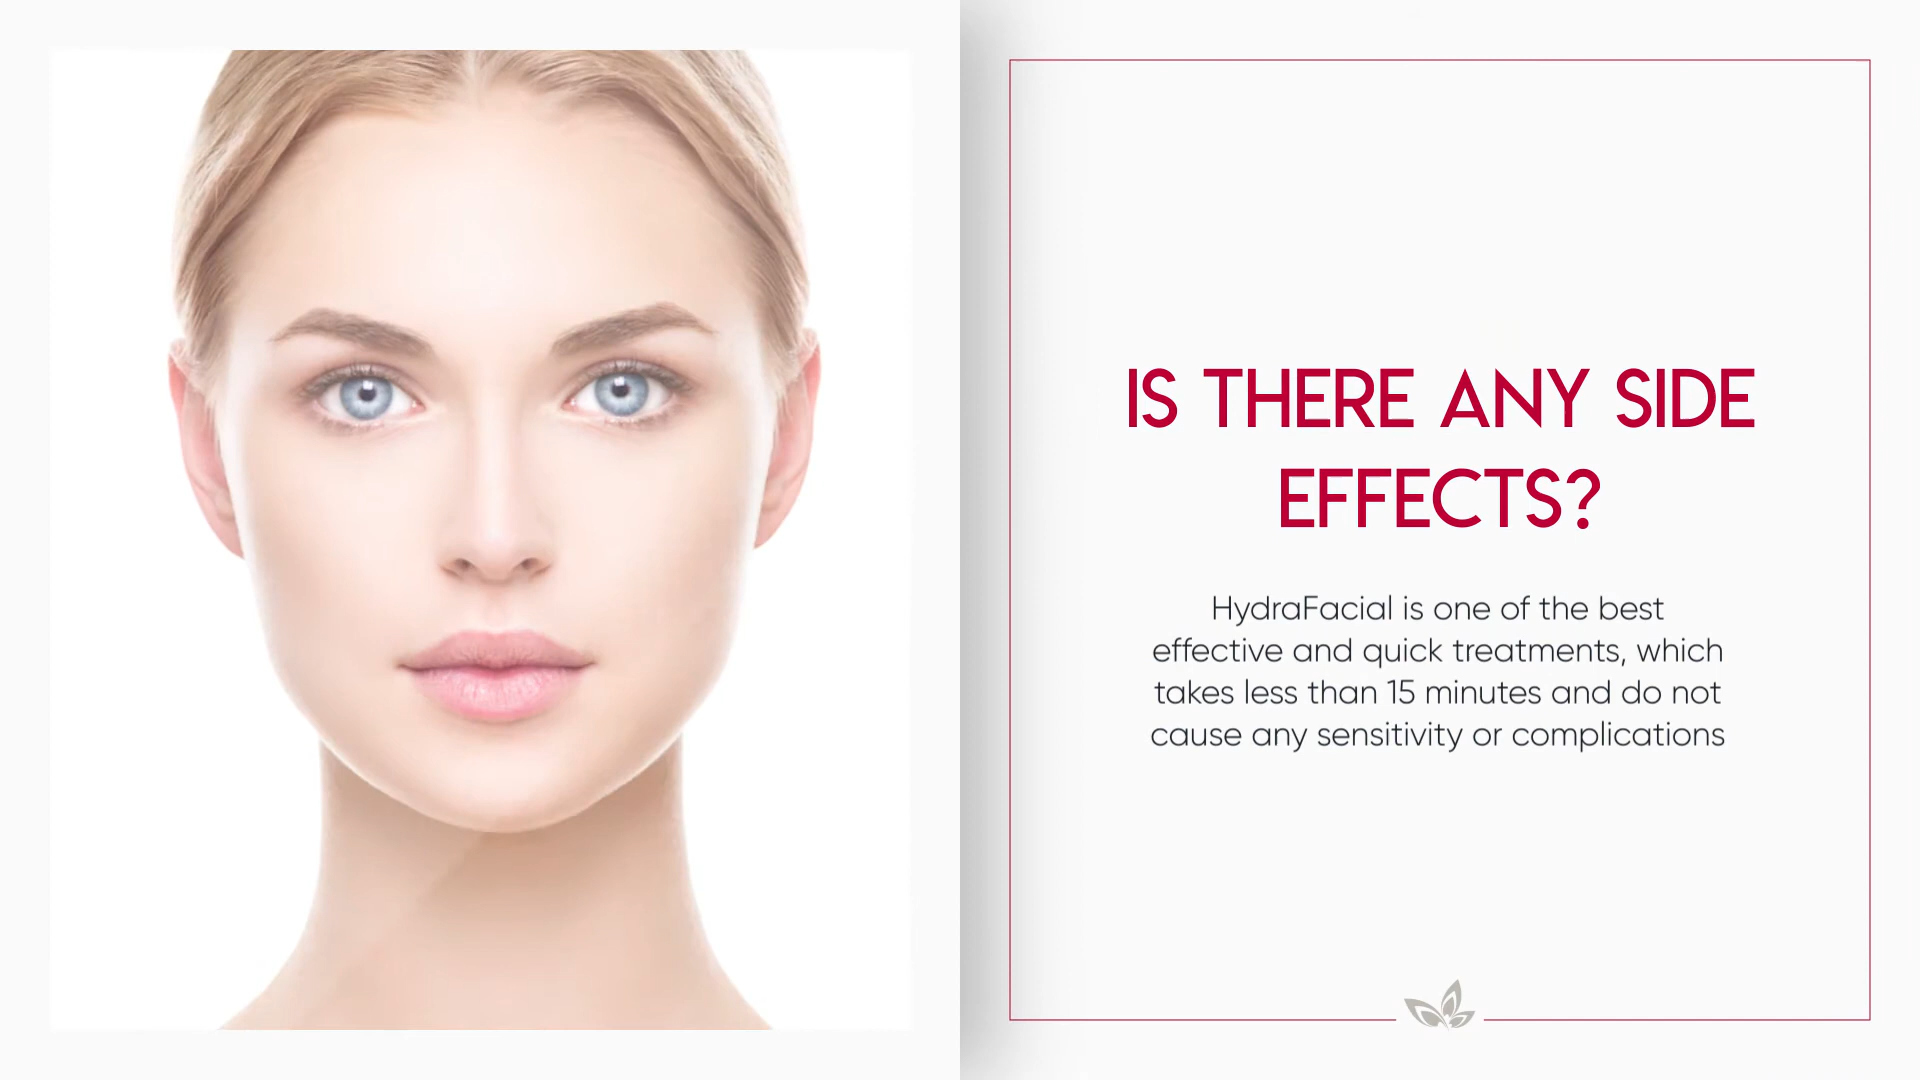 IS THERE ANY SIDE
EFFECTS?
HydraFacial is one of the best
effective and quick treatments, which
takes less than 15 minutes and do not
cause any sensitivity or complications